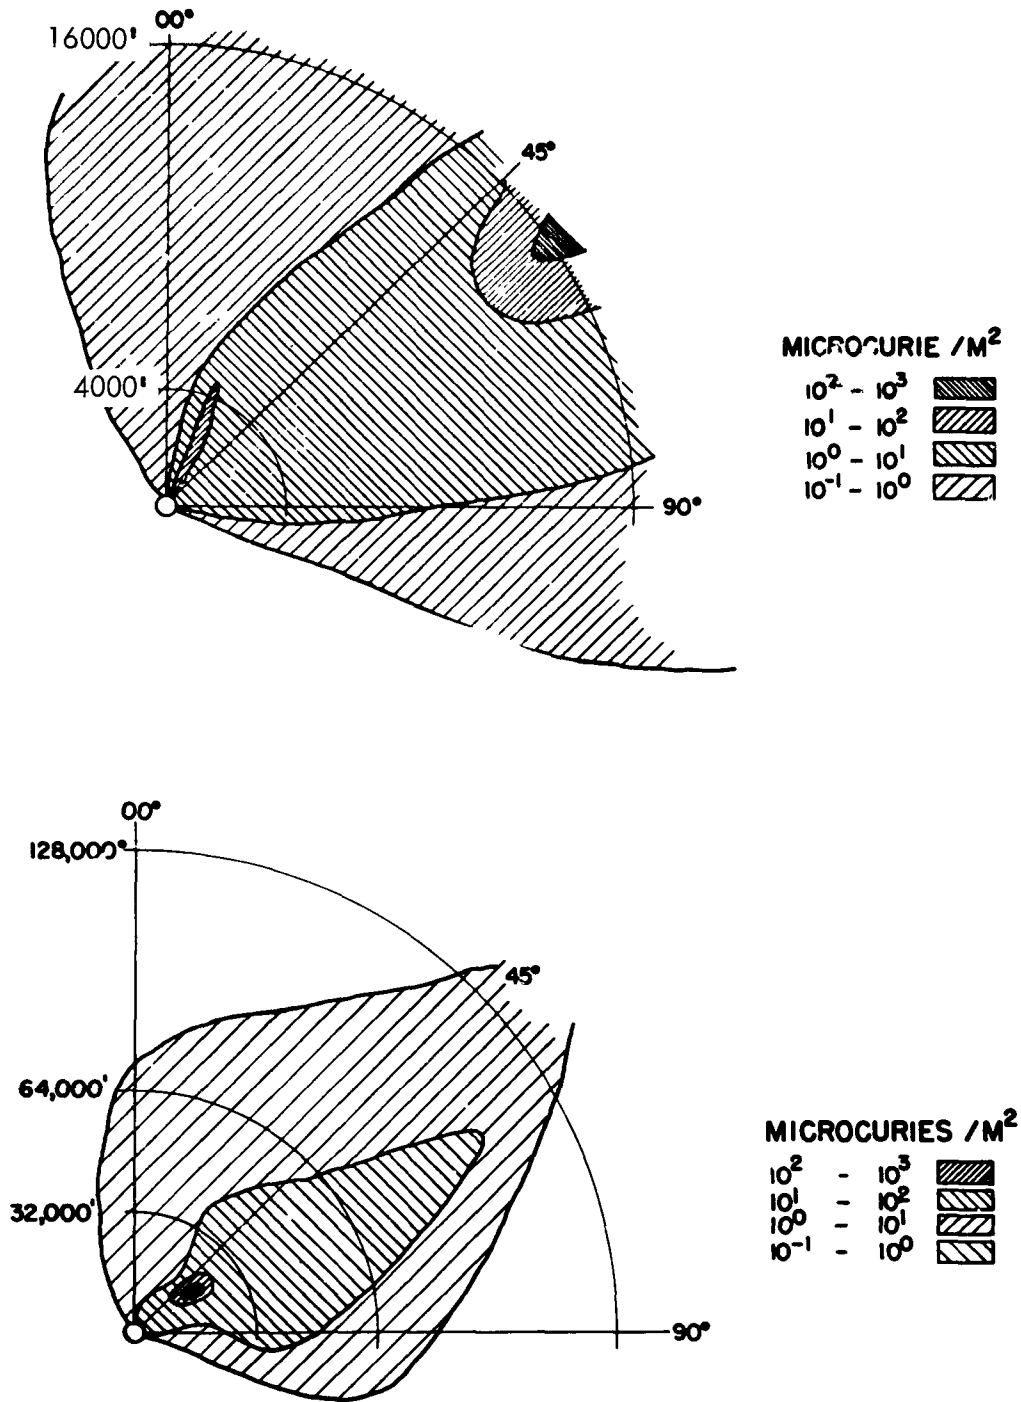 00°
16000'
45°
4000'
90°
MICROCURIE /M²
10² - 10³
10¹ - 10²
10⁰ - 10¹
10⁻¹ - 10⁰
00°
128,000°
45°
64,000'
32,000'
90°
MICROCURIES /M²
10² - 10³
10¹ - 10²
10⁰ - 10¹
10⁻¹ - 10⁰